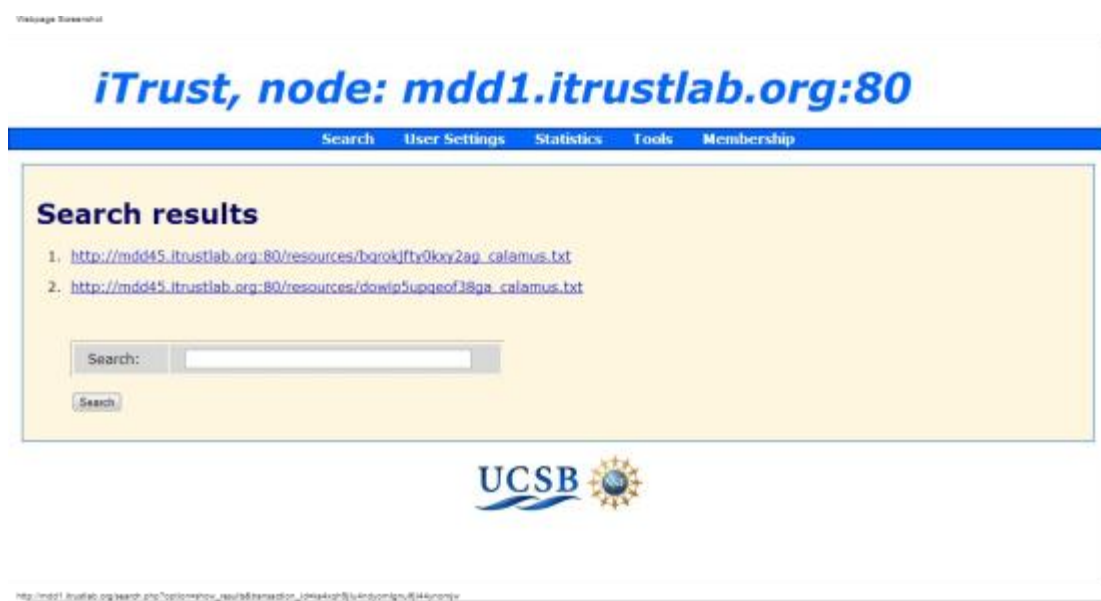 Webpage Screenshot
iTrust, node: mdd1.itrustlab.org:80
Search User Settings Statistics Tools Membership
Search results
1. http://mdd45.itrustlab.org:80/resources/bqrokjfty0kxy2ag_calamus.txt
2. http://mdd45.itrustlab.org:80/resources/dowip5upqeof38ga_calamus.txt
Search:
Search
UCSB